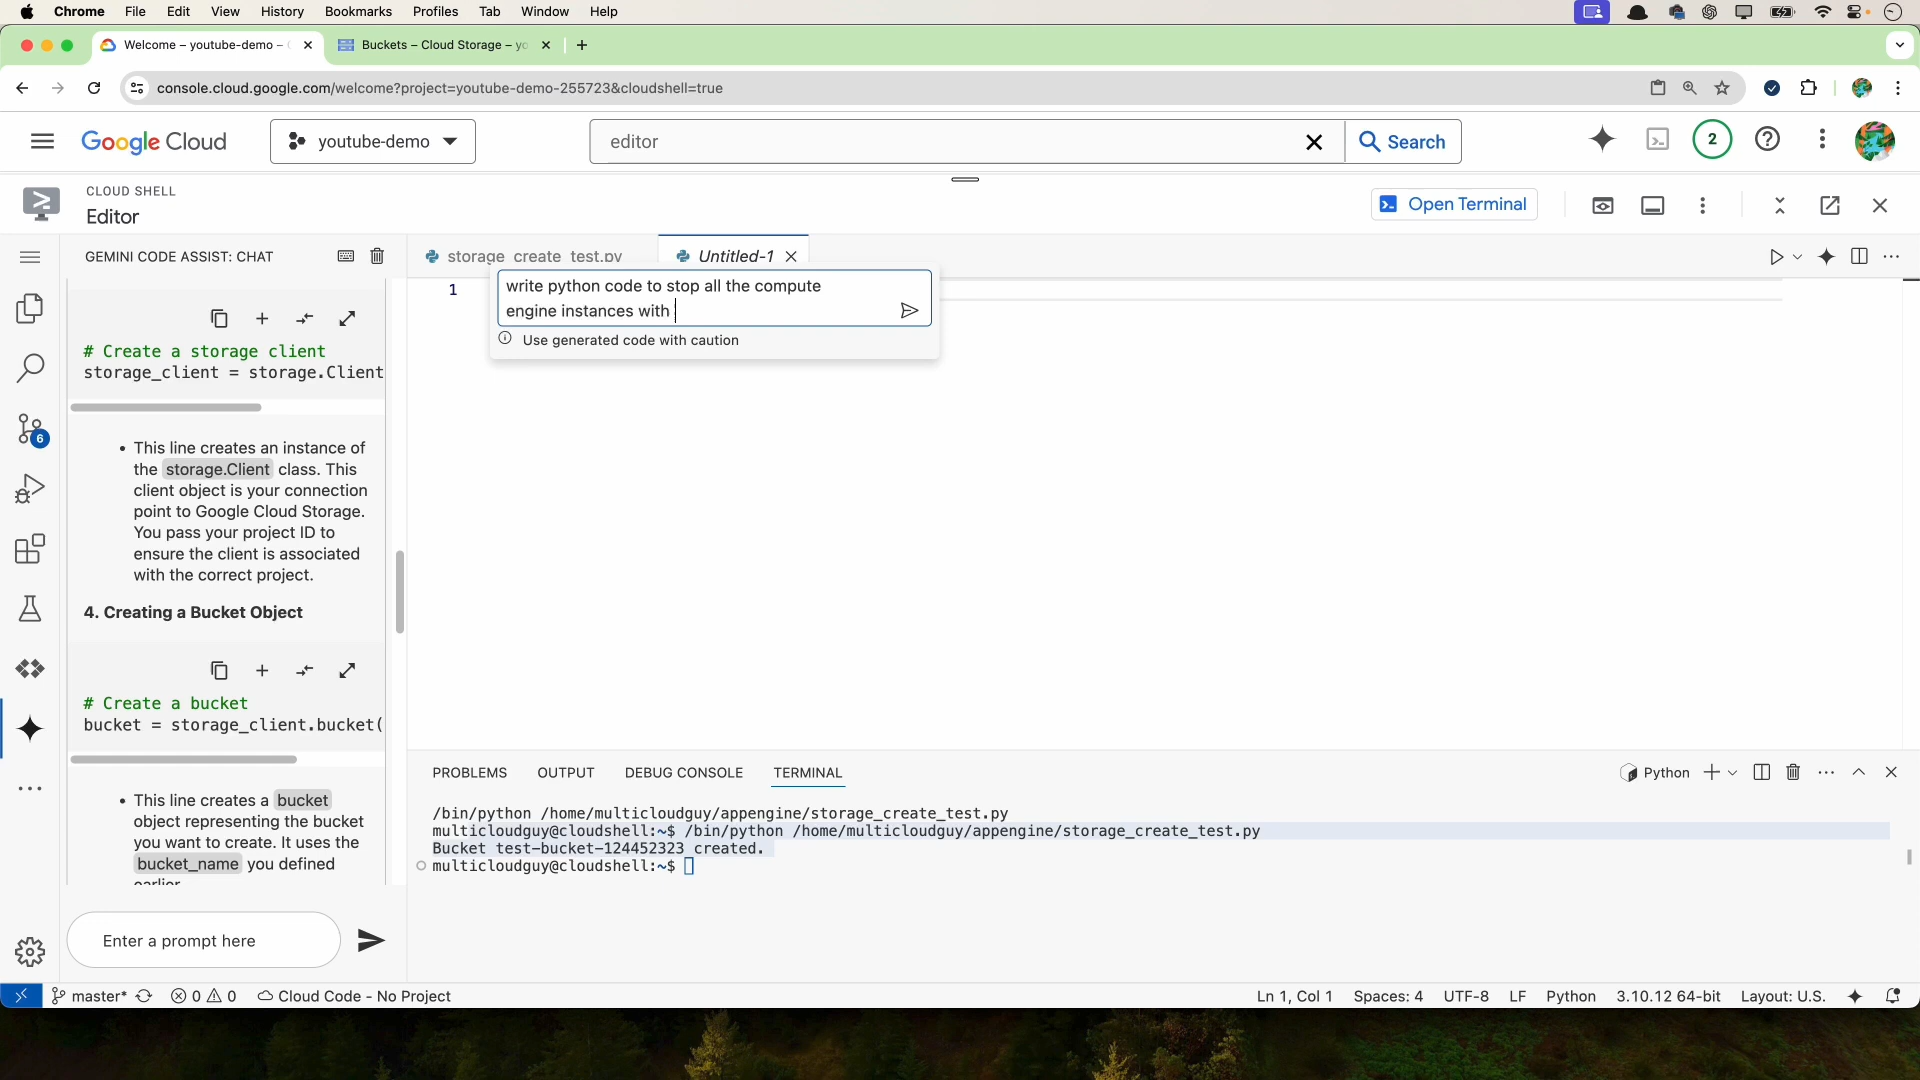 Chrome File Edit View History Bookmarks Profiles Tab Window Help
Welcome – youtube-demo –
Buckets – Cloud Storage – yo
console.cloud.google.com/welcome?project=youtube-demo-255723&cloudshell=true
Google Cloud
youtube-demo
editor
Search
2
CLOUD SHELL
Editor
Open Terminal
GEMINI CODE ASSIST: CHAT
storage_create_test.py
Untitled-1
1
write python code to stop all the compute
engine instances with
Use generated code with caution
# Create a storage client
storage_client = storage.Client
• This line creates an instance of
the storage.Client class. This
client object is your connection
point to Google Cloud Storage.
You pass your project ID to
ensure the client is associated
with the correct project.
4. Creating a Bucket Object
# Create a bucket
bucket = storage_client.bucket(
• This line creates a bucket
object representing the bucket
you want to create. It uses the
bucket_name you defined
earlier
Enter a prompt here
6
PROBLEMS OUTPUT DEBUG CONSOLE TERMINAL
Python
/bin/python /home/multicloudguy/appengine/storage_create_test.py
multicloudguy@cloudshell:~$ /bin/python /home/multicloudguy/appengine/storage_create_test.py
Bucket test-bucket-124452323 created.
multicloudguy@cloudshell:~$
master* 0 0 Cloud Code - No Project
Ln 1, Col 1 Spaces: 4 UTF-8 LF Python 3.10.12 64-bit Layout: U.S.